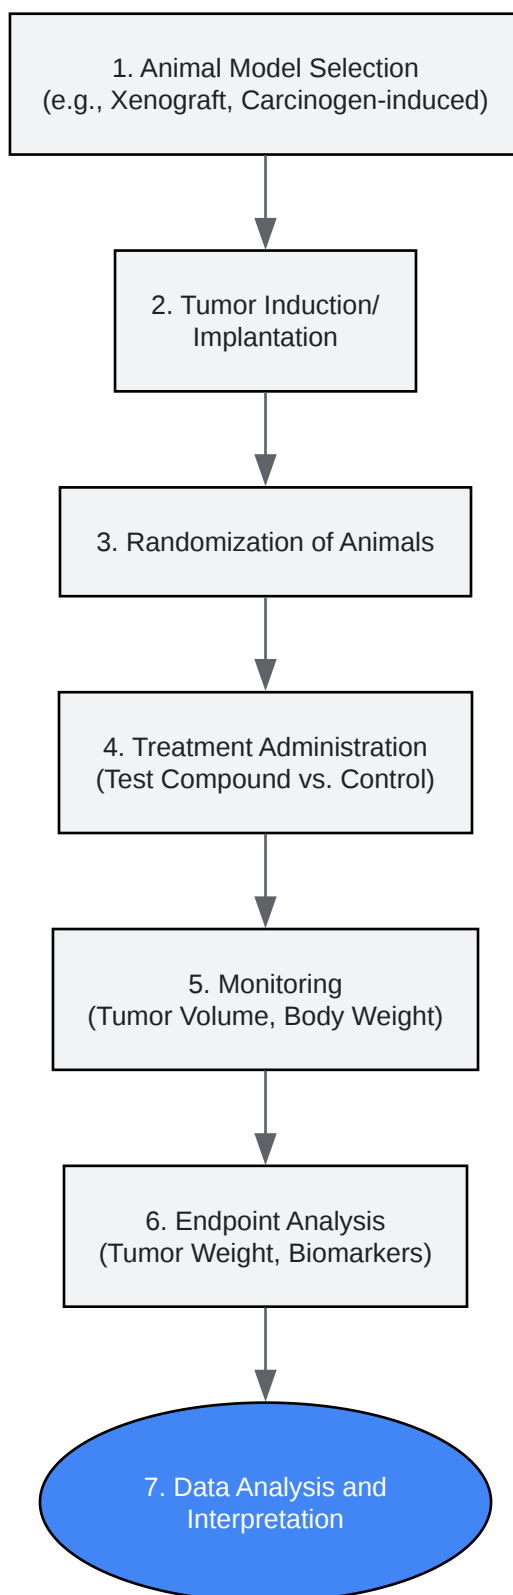 1. Animal Model Selection
(e.g., Xenograft, Carcinogen-induced)
2. Tumor Induction/
Implantation
3. Randomization of Animals
4. Treatment Administration
(Test Compound vs. Control)
5. Monitoring
(Tumor Volume, Body Weight)
6. Endpoint Analysis
(Tumor Weight, Biomarkers)
7. Data Analysis and
Interpretation